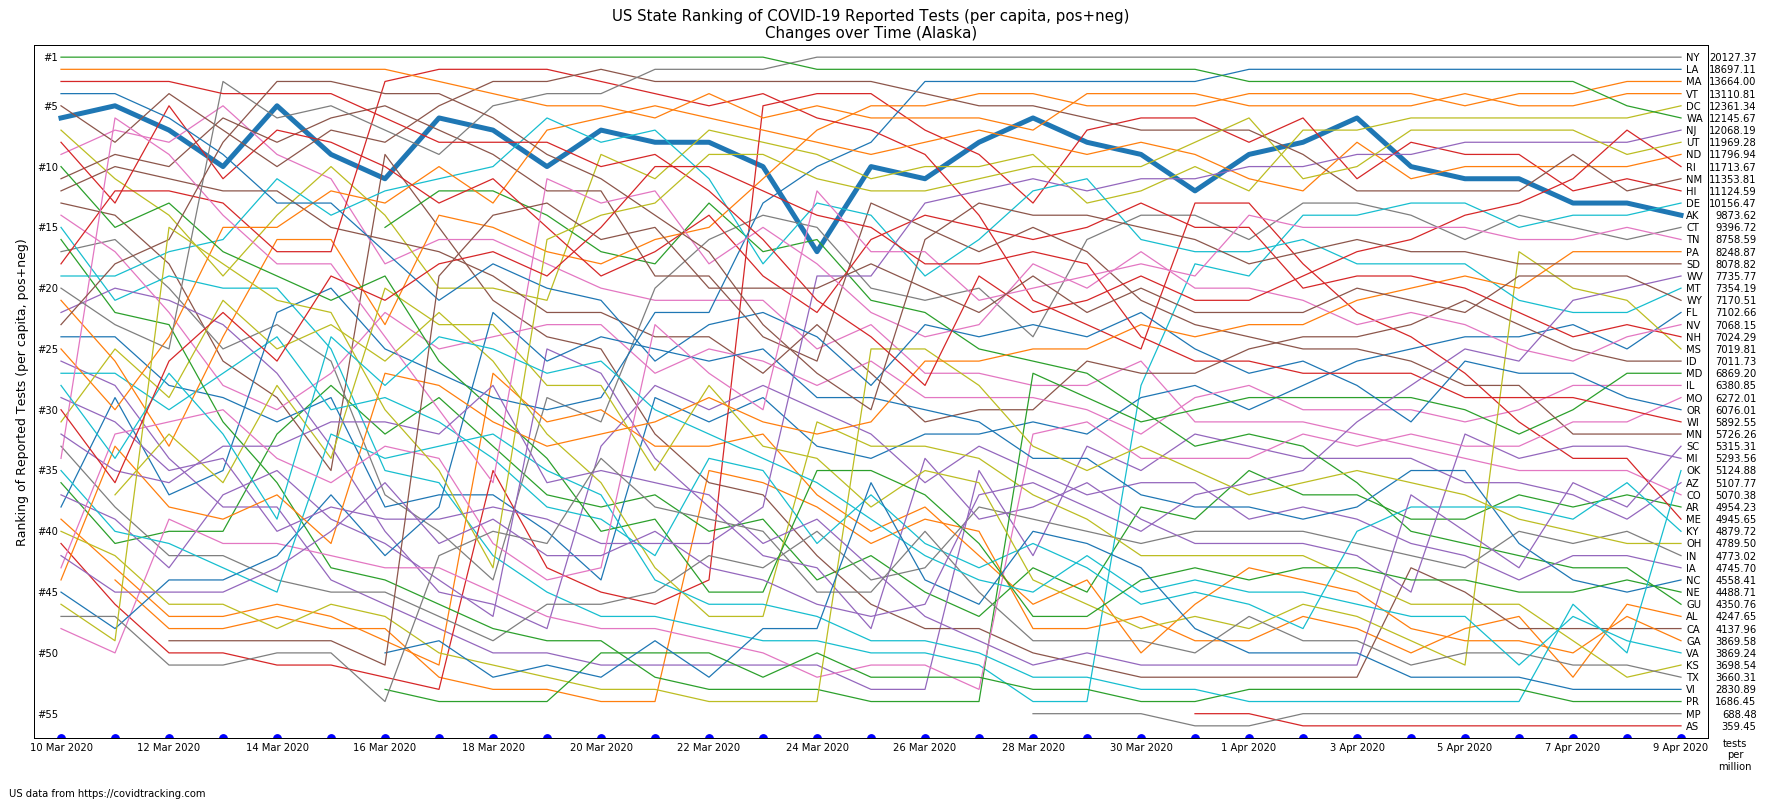 US State Ranking of COVID-19 Reported Tests (per capita, pos+neg)
Changes over Time (Alaska)
Ranking of Reported Tests (per capita, pos+neg)
#1
#5
#10
#15
#20
#25
#30
#35
#40
#45
#50
#55
NY 20127.37
LA 18697.11
MA 13664.00
VT 13110.81
DC 12361.34
WA 12145.67
NJ 12068.19
UT 11969.28
ND 11796.94
RI 11713.67
NM 11353.81
HI 11124.59
DE 10156.47
AK 9873.62
CT 9396.72
TN 8758.59
PA 8248.87
SD 8078.82
WV 7735.77
MT 7354.19
WY 7170.51
FL 7102.66
NV 7068.15
NH 7024.29
MS 7019.81
ID 7011.73
MD 6869.20
IL 6380.85
MO 6272.01
OR 6076.01
WI 5892.55
MN 5726.26
SC 5315.31
MI 5293.56
OK 5124.88
AZ 5107.77
CO 5070.38
AR 4954.23
ME 4945.65
KY 4879.72
OH 4789.50
IN 4773.02
IA 4745.70
NC 4558.41
NE 4488.71
GU 4350.76
AL 4247.65
CA 4137.96
GA 3869.58
VA 3869.24
KS 3698.54
TX 3660.31
VI 2830.89
PR 1686.45
MP 688.48
AS 359.45
10 Mar 2020 12 Mar 2020 14 Mar 2020 16 Mar 2020 18 Mar 2020 20 Mar 2020 22 Mar 2020 24 Mar 2020 26 Mar 2020 28 Mar 2020 30 Mar 2020 1 Apr 2020 3 Apr 2020 5 Apr 2020 7 Apr 2020 9 Apr 2020
tests
per
million
US data from https://covidtracking.com